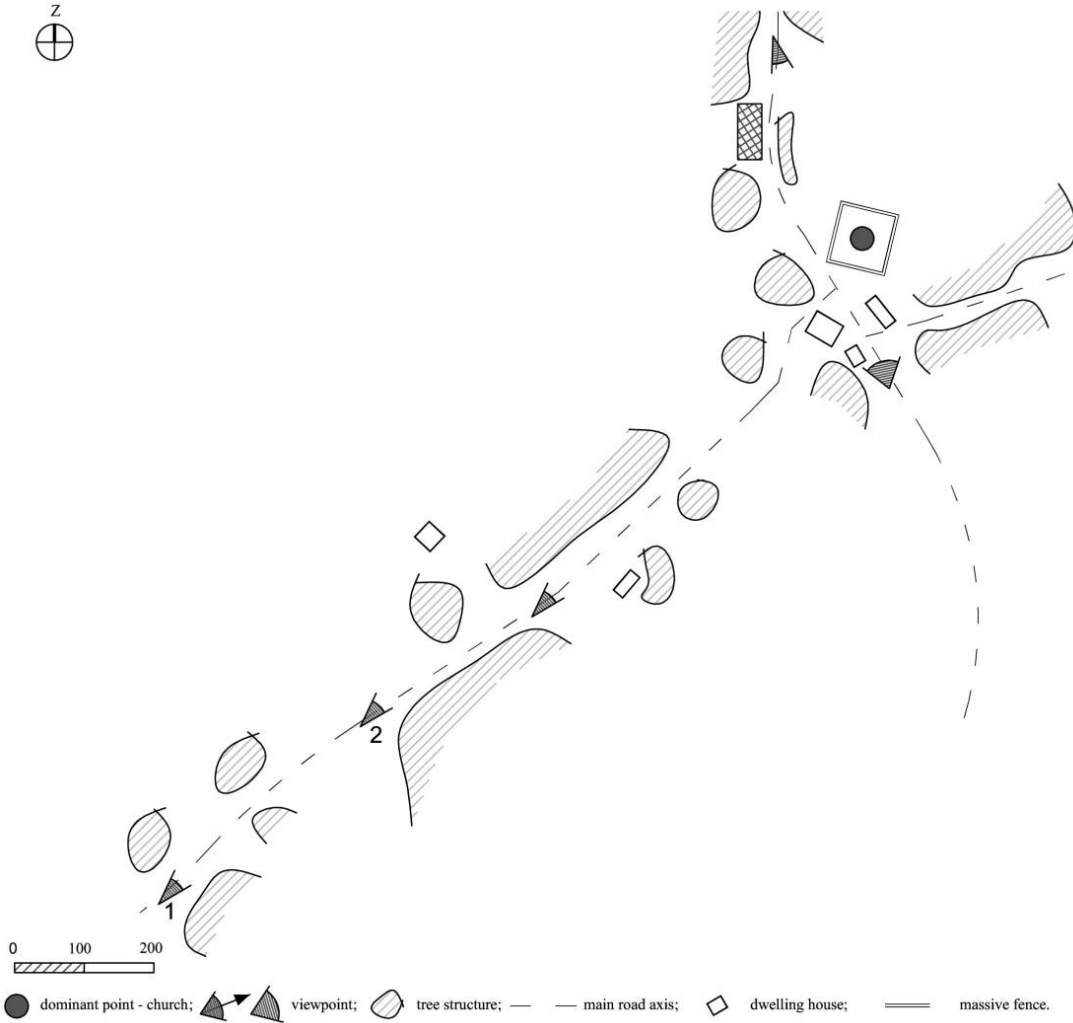 Z
2
1
0 100 200
dominant point - church; viewpoint; tree structure; main road axis; dwelling house; massive fence.